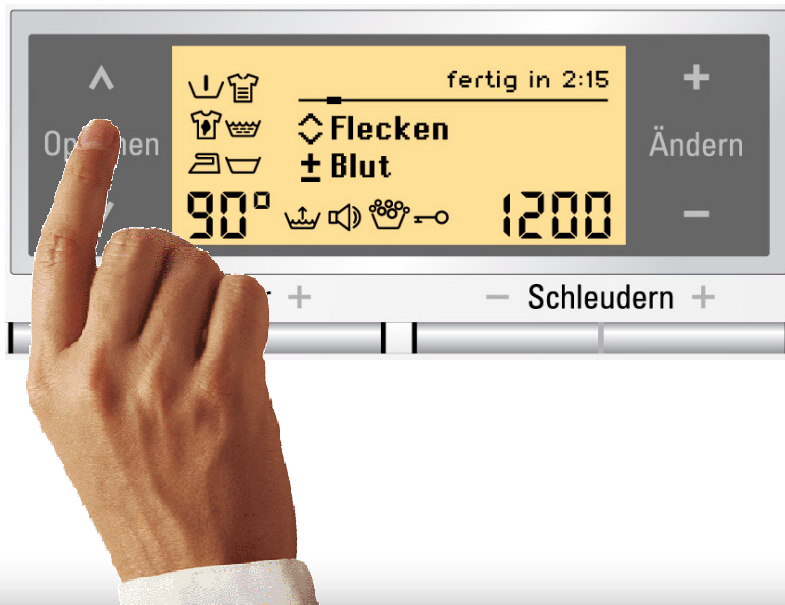 fertig in 2:15
Flecken
Ändern
± Blut
90° 1200
+
−
− Schleudern +